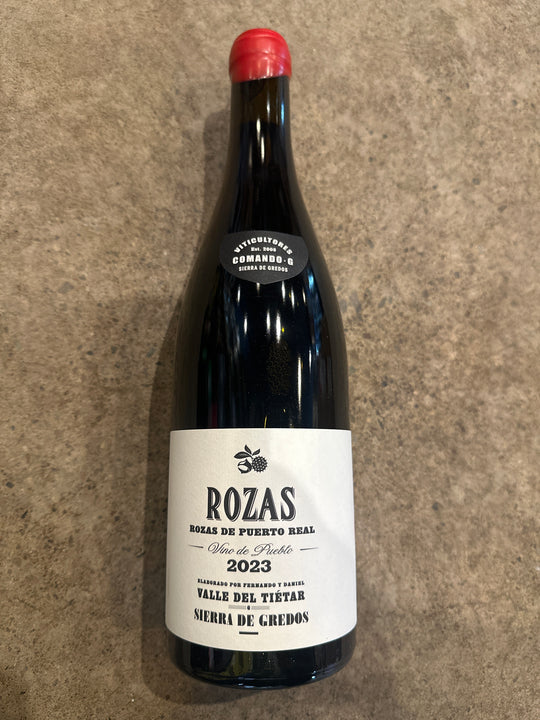 VITICULTORES
Est. 2008
COMANDO·G
SIERRA DE GREDOS
ROZAS
ROZAS DE PUERTO REAL
Vino de Pueblo
2023
ELABORADO POR FERNANDO Y DANIEL
VALLE DEL TIÉTAR
SIERRA DE GREDOS